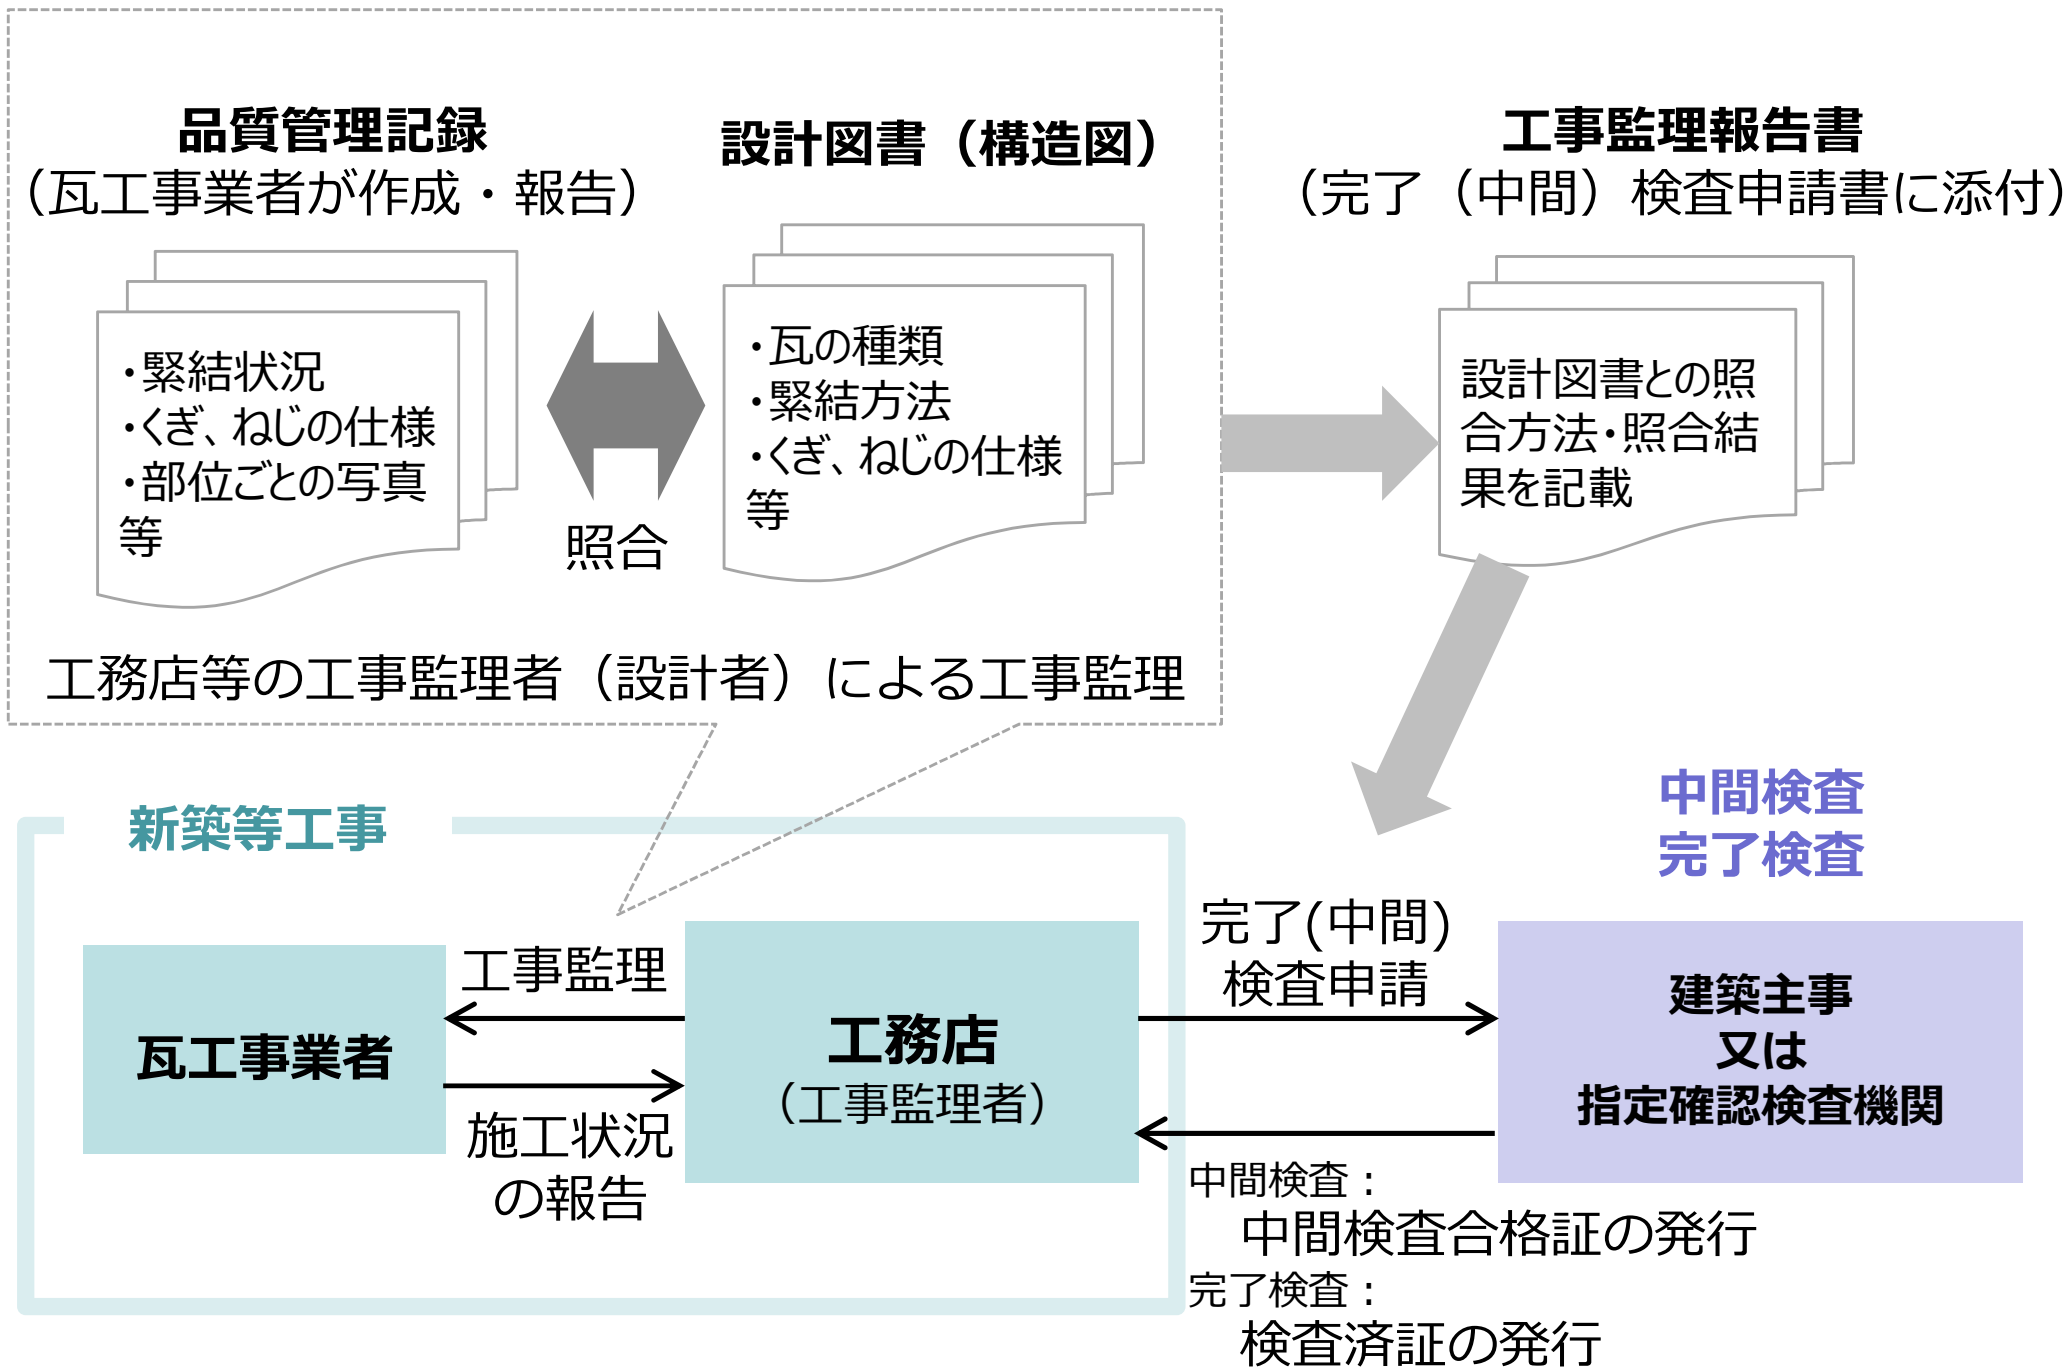 品質管理記録
（瓦工事業者が作成・報告）
・緊結状況
・くぎ、ねじの仕様
・部位ごとの写真
等
照合
設計図書（構造図）
・瓦の種類
・緊結方法
・くぎ、ねじの仕様
等
工務店等の工事監理者（設計者）による工事監理
工事監理報告書
（完了（中間）検査申請書に添付）
設計図書との照
合方法・照合結
果を記載
新築等工事
瓦工事業者
工事監理
施工状況
の報告
工務店
（工事監理者）
完了(中間)
検査申請
中間検査
完了検査
建築主事
又は
指定確認検査機関
中間検査：
中間検査合格証の発行
完了検査：
検査済証の発行